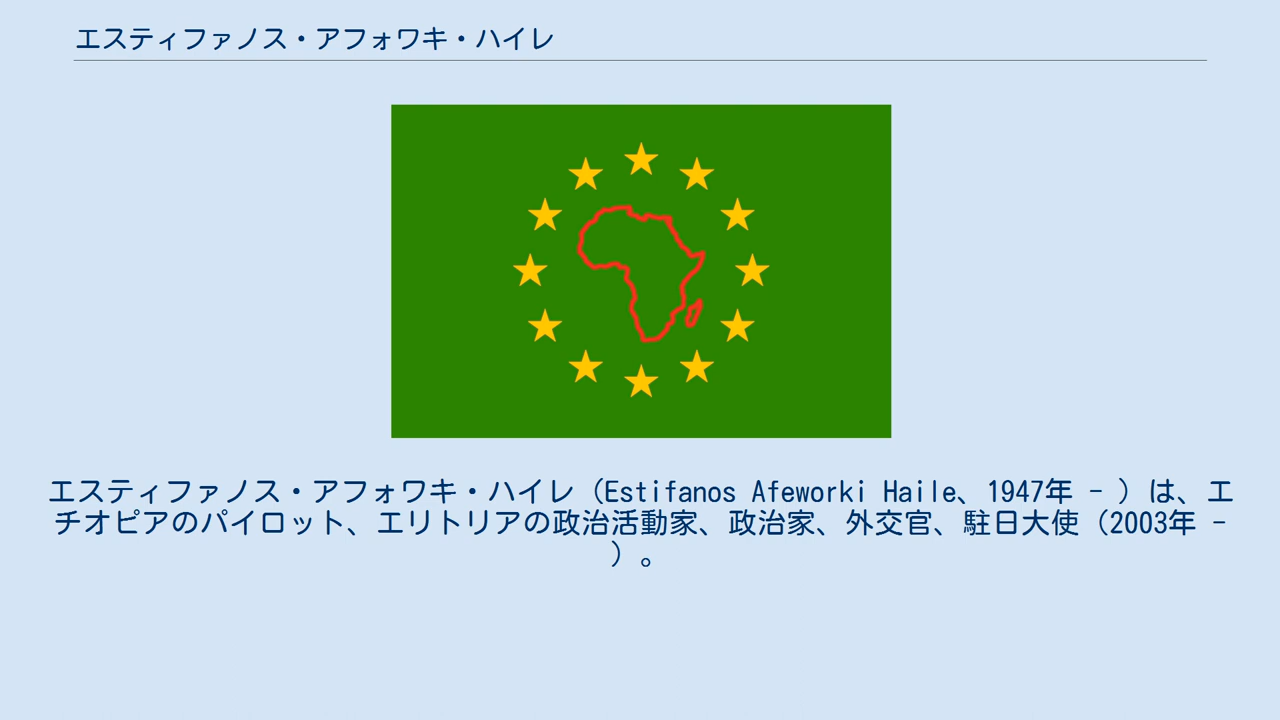 エスティファノス・アフォワキ・ハイレ
エスティファノス・アフォワキ・ハイレ（Estifanos Afeworki Haile、1947年 - ）は、エ
チオピアのパイロット、エリトリアの政治活動家、政治家、外交官、駐日大使（2003年 -
）。